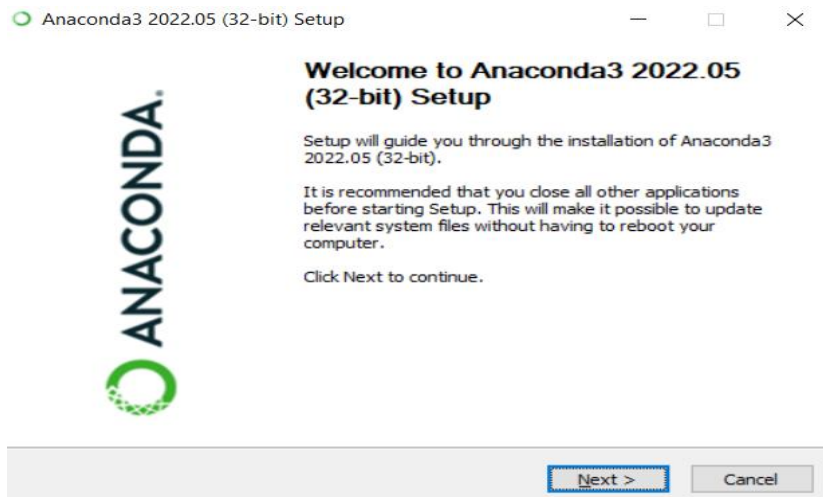 Anaconda3 2022.05 (32-bit) Setup
ANACONDA.
Welcome to Anaconda3 2022.05
(32-bit) Setup
Setup will guide you through the installation of Anaconda3
2022.05 (32-bit).
It is recommended that you close all other applications
before starting Setup. This will make it possible to update
relevant system files without having to reboot your
computer.
Click Next to continue.
Next >
Cancel